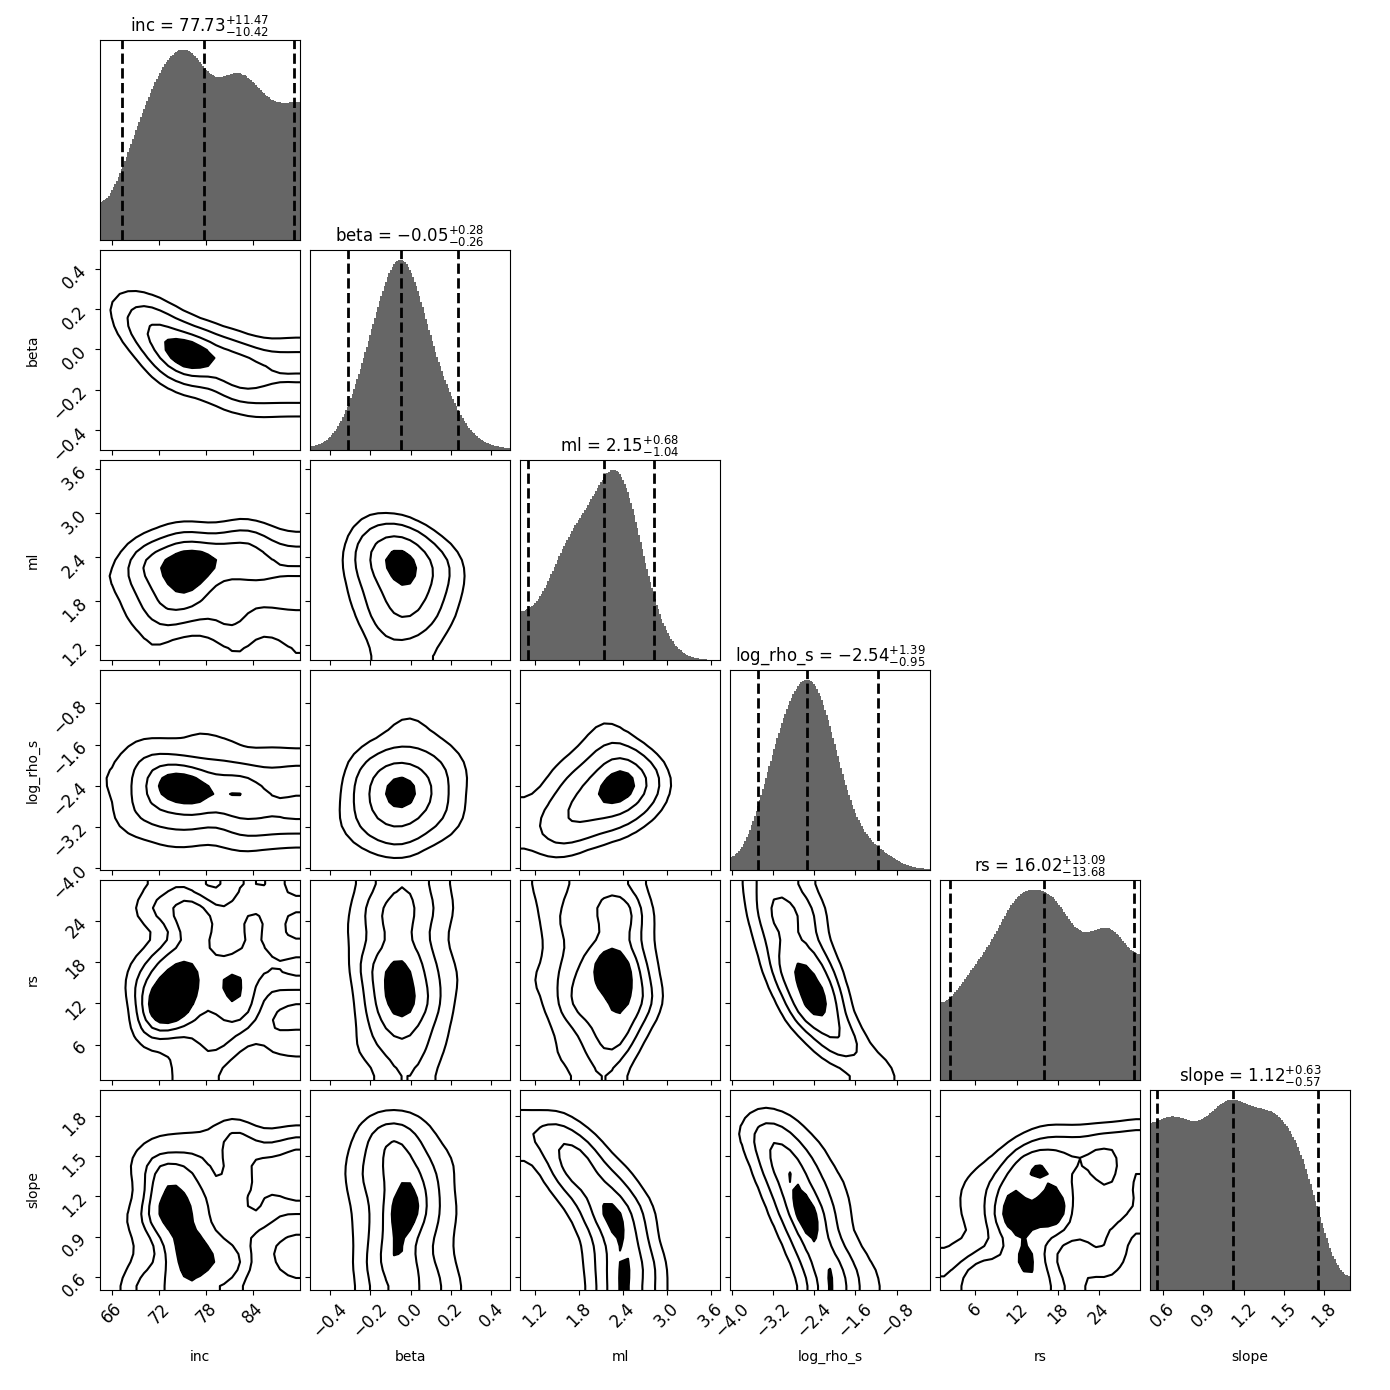 inc = 77.73+11.47−10.42
beta = −0.05+0.28−0.26
0.4
0.2
0.0
−0.2
−0.4
beta
ml = 2.15+0.68−1.04
3.6
3.0
2.4
1.8
1.2
ml
log_rho_s = −2.54+1.39−0.95
−0.8
−1.6
−2.4
−3.2
−4.0
log_rho_s
rs = 16.02+13.09−13.68
24
18
12
6
rs
slope = 1.12+0.63−0.57
1.8
1.5
1.2
0.9
0.6
slope
66 72 78 84 −0.4 −0.2 0.0 0.2 0.4 1.2 1.8 2.4 3.0 3.6 −4.0 −3.2 −2.4 −1.6 −0.8 6 12 18 24 0.6 0.9 1.2 1.5 1.8
inc beta ml log_rho_s rs slope